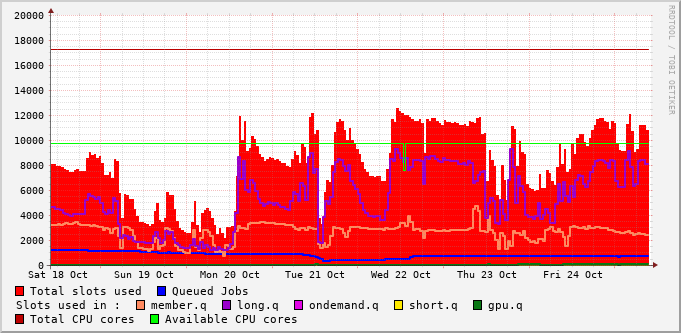 20000
18000
16000
14000
12000
10000
8000
6000
4000
2000
0
Sat 18 Oct Sun 19 Oct Mon 20 Oct Tue 21 Oct Wed 22 Oct Thu 23 Oct Fri 24 Oct
Total slots used Queued Jobs
Slots used in : member.q long.q ondemand.q short.q gpu.q
Total CPU cores Available CPU cores
RRDTOOL / TOBI OETIKER